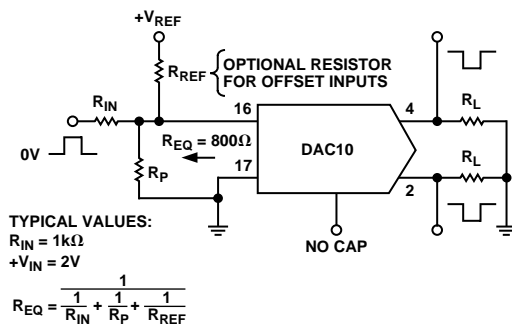 +VREF
RREF
OPTIONAL RESISTOR
FOR OFFSET INPUTS
RIN
16
4
RL
0V
REQ = 800Ω
DAC10
RP
17
2
RL
NO CAP
TYPICAL VALUES:
RIN = 1kΩ
+VIN = 2V
REQ = 1 / (1/RIN + 1/RP + 1/RREF)